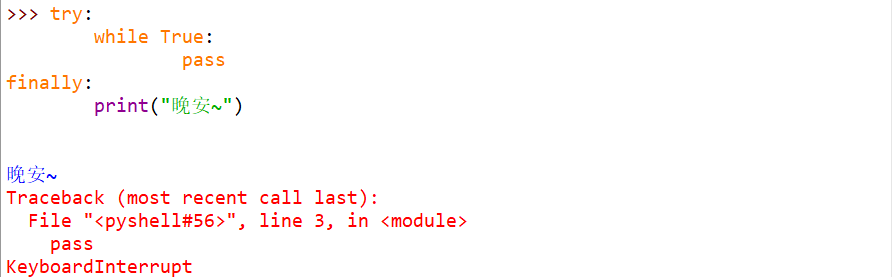 >>> try:
        while True:
                pass
finally:
        print("晚安~")
晚安~
Traceback (most recent call last):
  File "<pyshell#56>", line 3, in <module>
    pass
KeyboardInterrupt